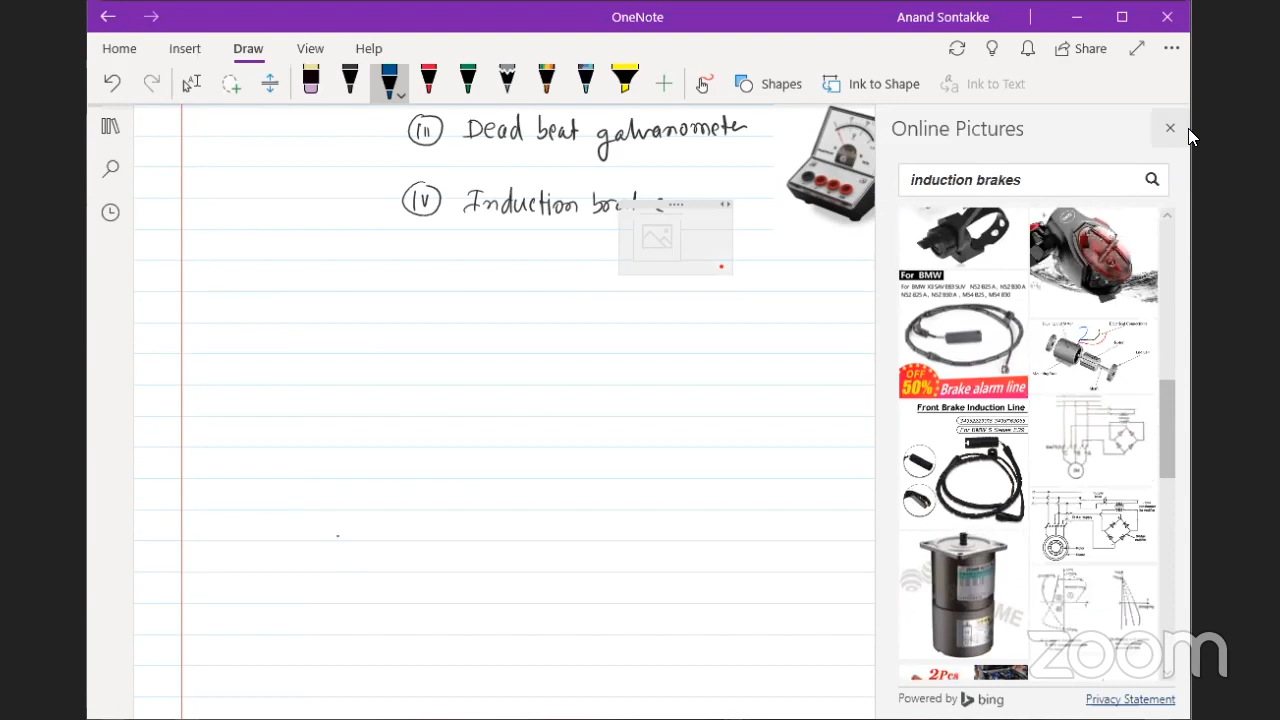 OneNote
Anand Sontakke
Home Insert Draw View Help
Share
Shapes
Ink to Shape
Ink to Text
(iii) Dead beat galvanometer
(iv) Induction
Online Pictures
induction brakes
For BMW
OFF 50% Brake alarm line
Front Brake Induction Line
2Pcs
zoom
Powered by bing
Privacy Statement